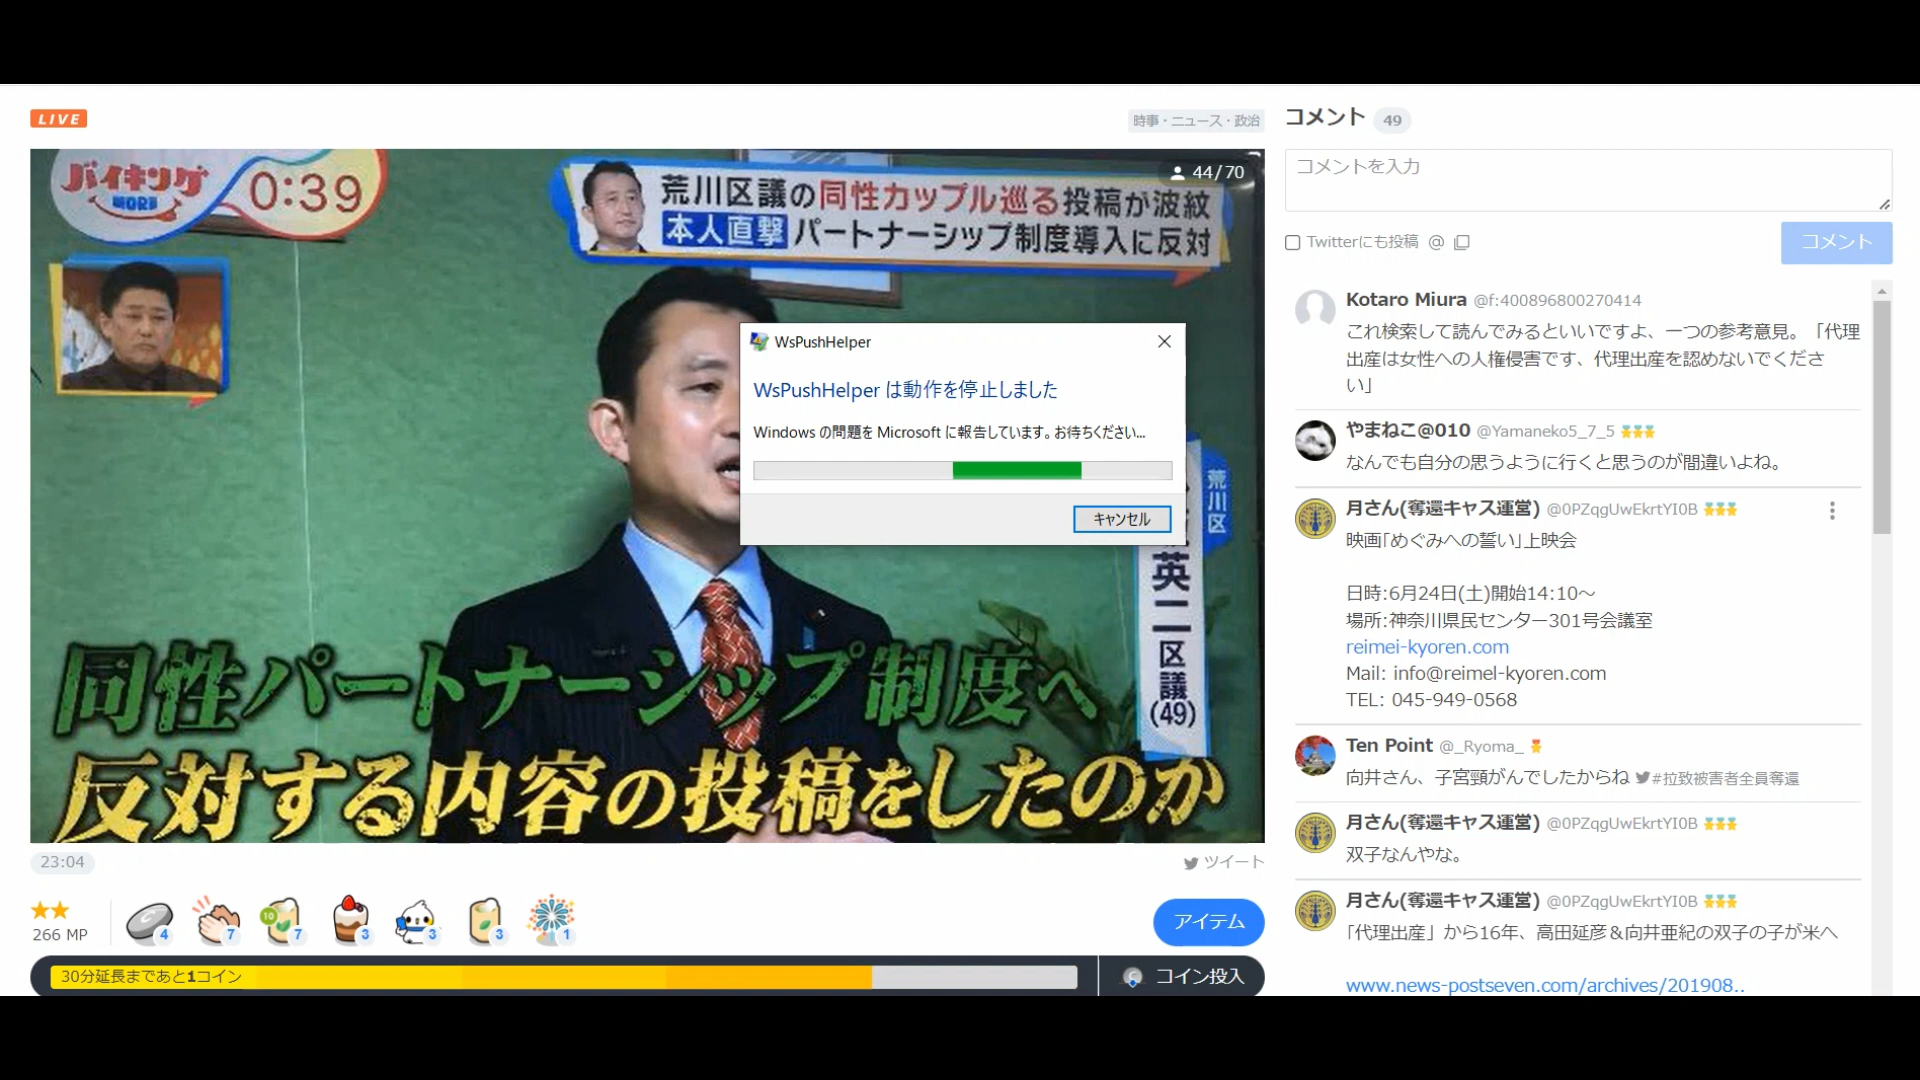 LIVE
時事・ニュース・政治
バイキング
MORE
0:39
44/70
荒川区議の同性カップル巡る投稿が波紋
本人直撃 パートナーシップ制度導入に反対
WsPushHelper
WsPushHelper は動作を停止しました
Windows の問題を Microsoft に報告しています。お待ちください...
キャンセル
荒川区
英二区議
(49)
同性パートナーシップ制度へ
反対する内容の投稿をしたのか
23:04
ツイート
266 MP
4
7
10
7
3
3
3
1
アイテム
30分延長まであと1コイン
コイン投入
コメント 49
コメントを入力
Twitterにも投稿 @
コメント
Kotaro Miura @f:400896800270414
これ検索して読んでみるといいですよ、一つの参考意見。「代理
出産は女性への人権侵害です、代理出産を認めないでくださ
い」
やまねこ@010 @Yamaneko5_7_5
なんでも自分の思うように行くと思うのが間違いよね。
月さん(奪還キャス運営) @0PZqgUwEkrtYI0B
映画｢めぐみへの誓い｣上映会
日時:6月24日(土)開始14:10〜
場所:神奈川県民センター301号会議室
reimei-kyoren.com
Mail: info@reimel-kyoren.com
TEL: 045-949-0568
Ten Point @_Ryoma_
向井さん、子宮頸がんでしたからね #拉致被害者全員奪還
月さん(奪還キャス運営) @0PZqgUwEkrtYI0B
双子なんやな。
月さん(奪還キャス運営) @0PZqgUwEkrtYI0B
「代理出産」から16年、高田延彦＆向井亜紀の双子の子が米へ
www.news-postseven.com/archives/201908..